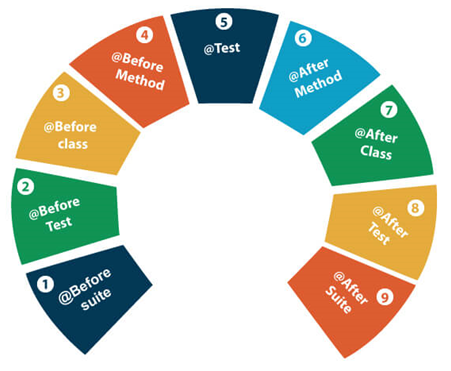 1
@Before
suite
2
@Before
Test
3
@Before
class
4
@Before
Method
5
@Test
6
@After
Method
7
@After
Class
8
@After
Test
9
@After
Suite